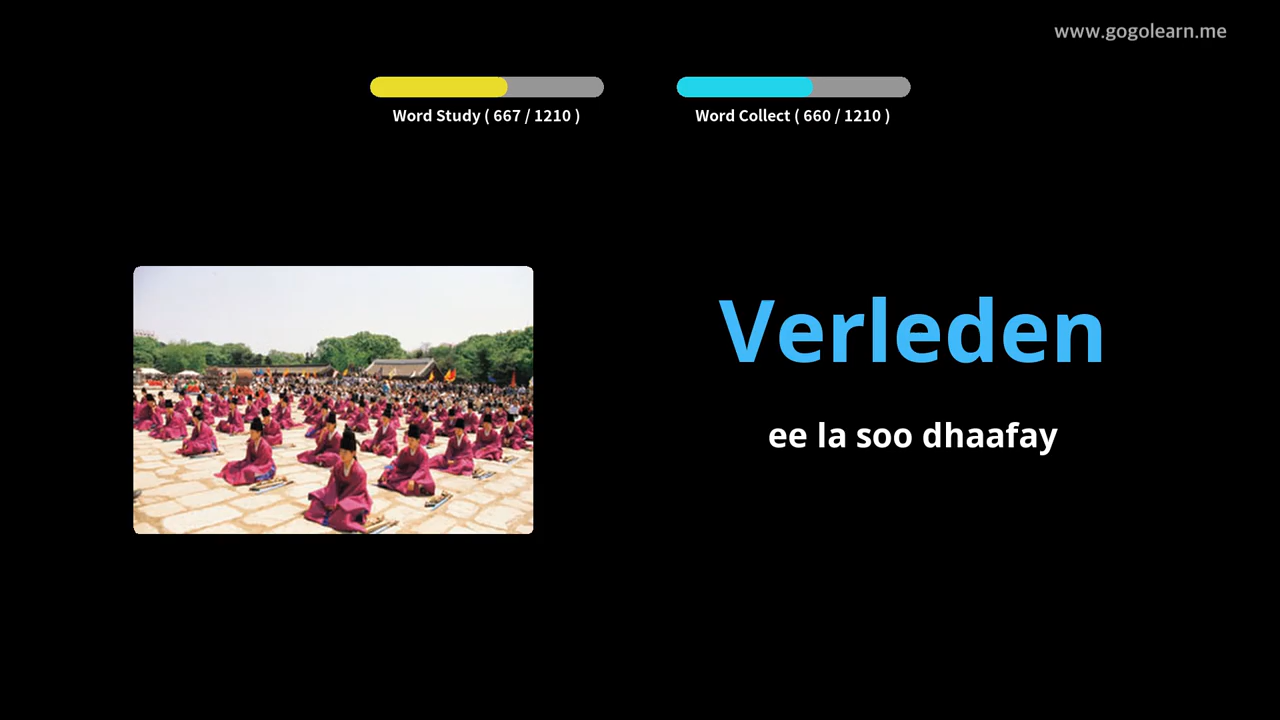 www.gogolearn.me
Word Study ( 667 / 1210 )
Word Collect ( 660 / 1210 )
Verleden
ee la soo dhaafay